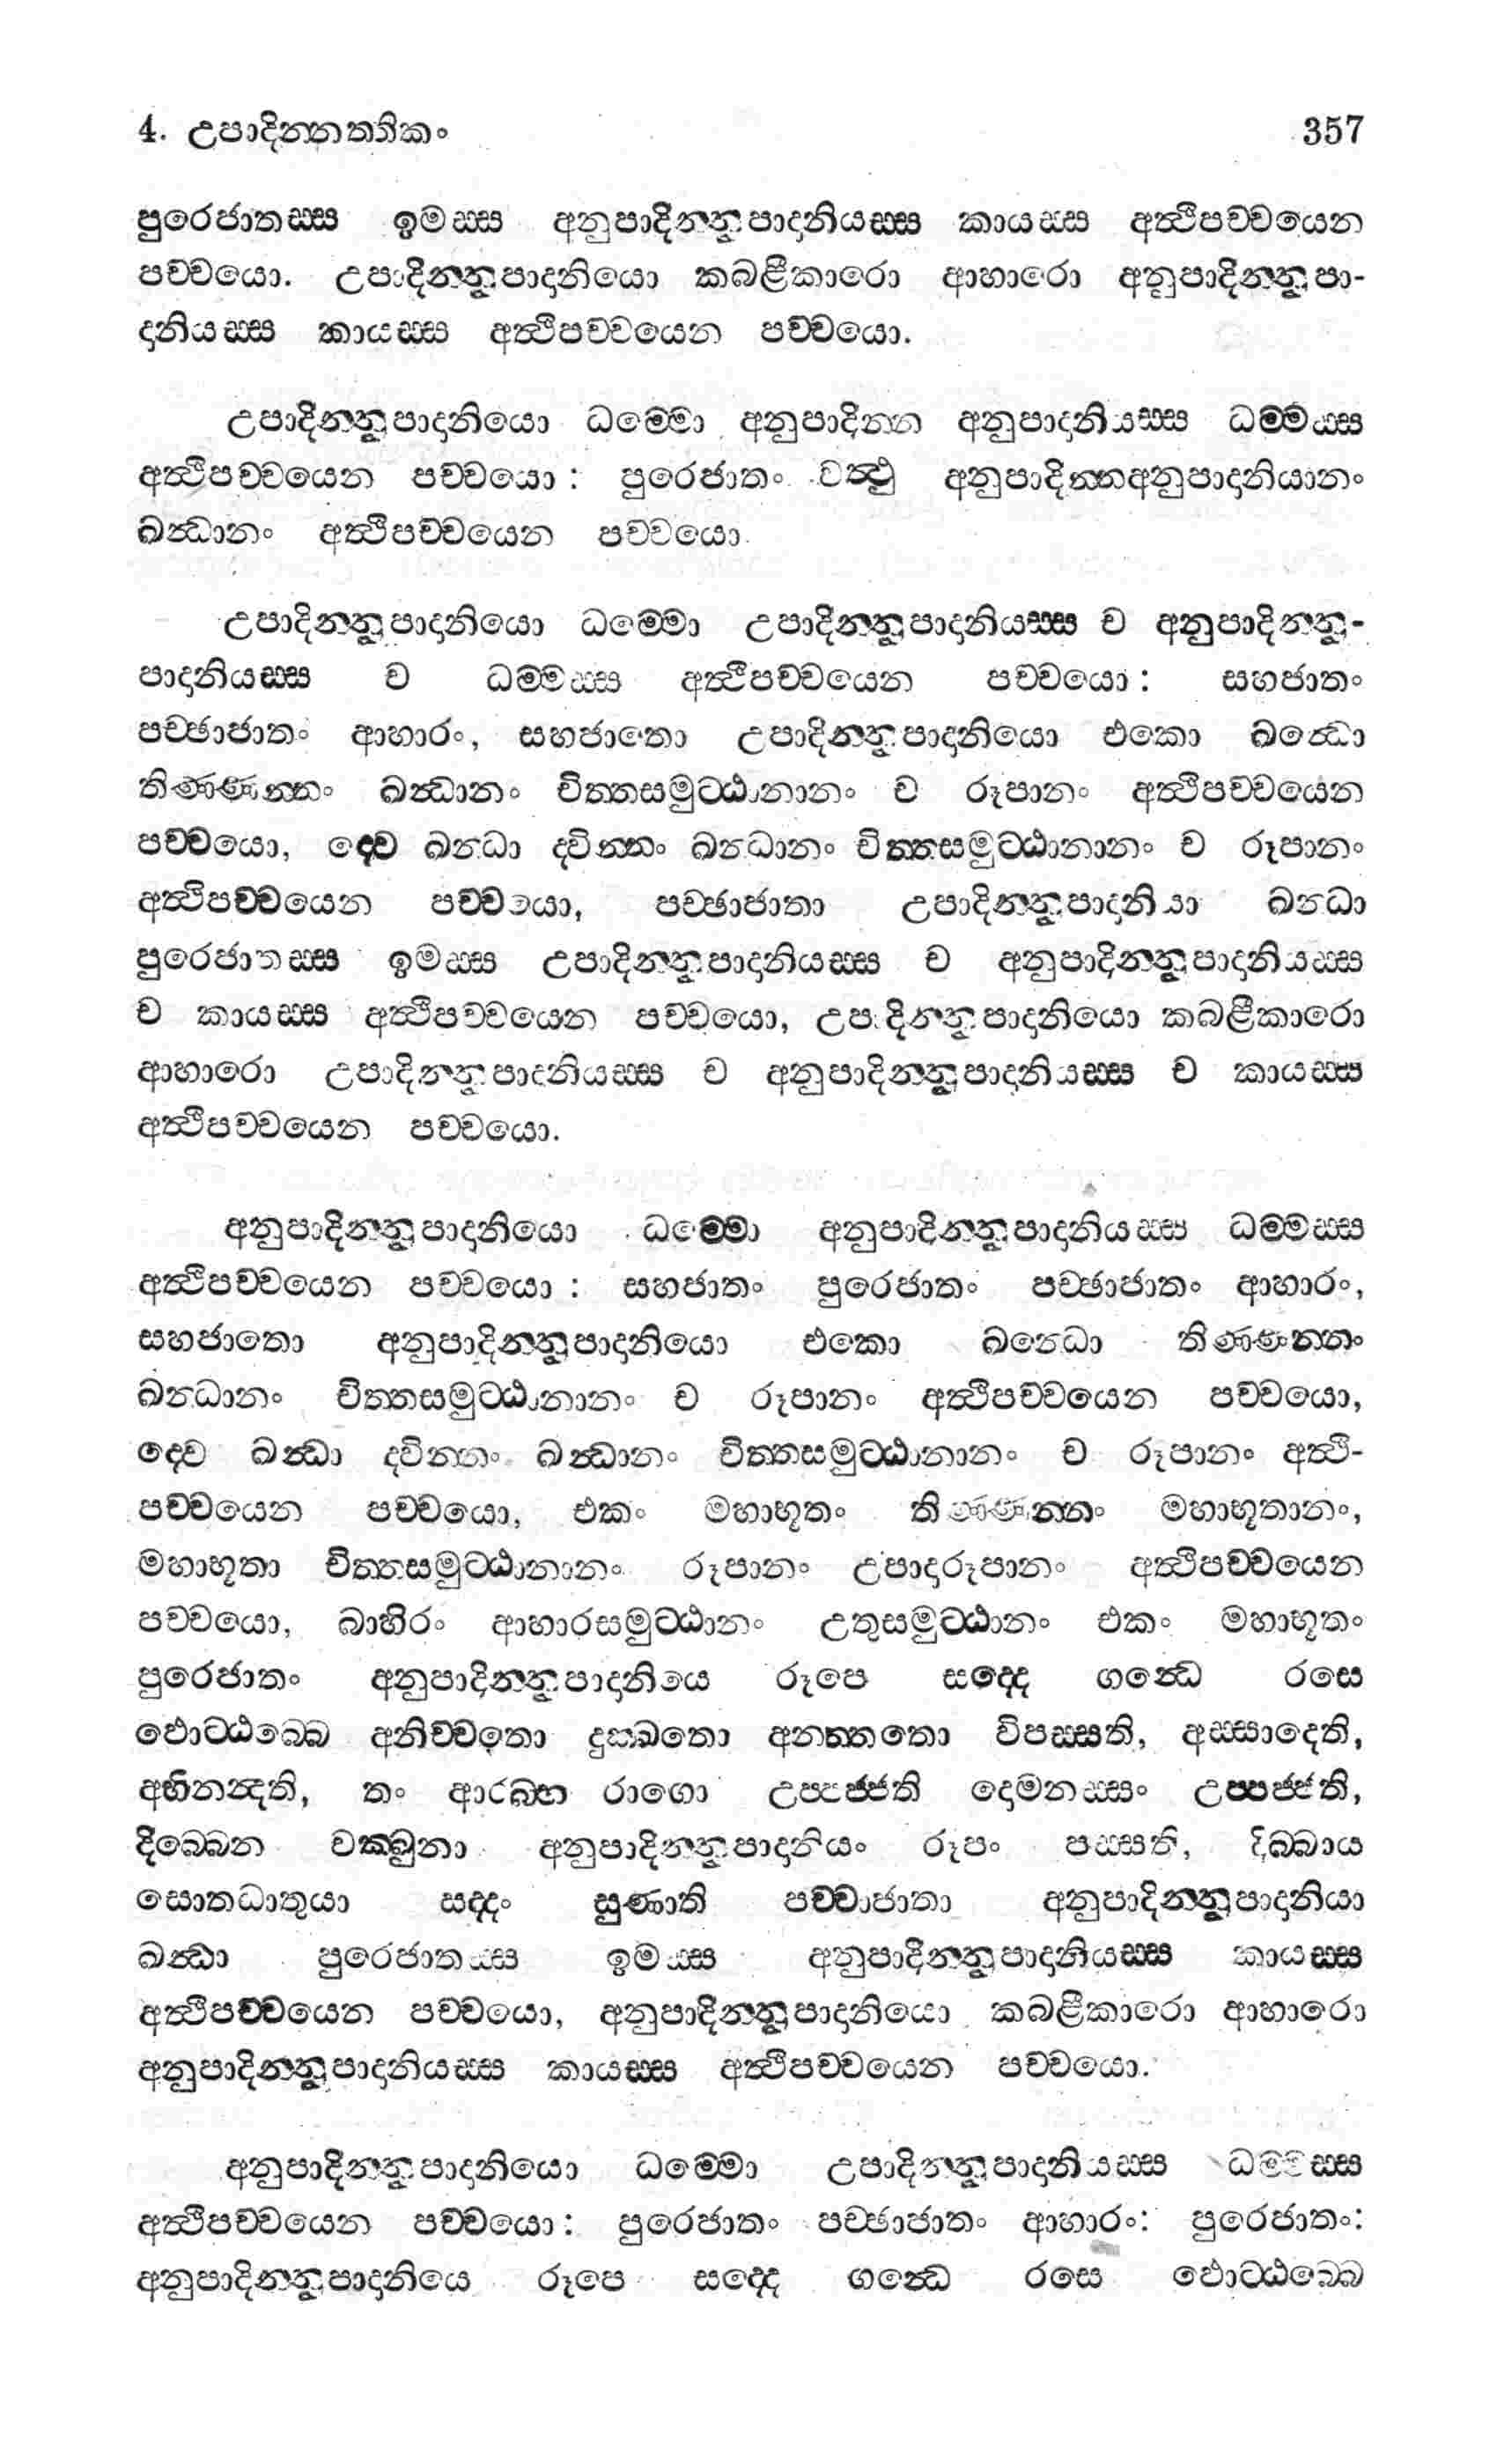 4. උපාදින්නත්තිකං 357
පුරෙජාතස්ස ඉමස්ස අනුපාදින්නුපාදානියස්ස කායස්ස අත්ථිපච්චයෙන
පච්චයො. උපාදින්නුපාදානියො කබළීකාරො ආහාරො අනුපාදින්නුපා-
දානියස්ස කායස්ස අත්ථිපච්චයෙන පච්චයො.
උපාදින්නුපාදානියො ධම්මො අනුපාදින්න අනුපාදානියස්ස ධම්මස්ස
අත්ථිපච්චයෙන පච්චයො : පුරෙජාතං වත්ථු අනුපාදින්නඅනුපාදානියානං
ඛන්ධානං අත්ථිපච්චයෙන පච්චයො.
උපාදින්නුපාදානියො ධම්මො උපාදින්නුපාදානියස්ස ච අනුපාදින්නු-
පාදානියස්ස ච ධම්මස්ස අත්ථිපච්චයෙන පච්චයො : සහජාතං
පච්ඡාජාතං ආහාරං, සහජාතො උපාදින්නුපාදානියො එකො ඛන්ධො
තිණ්ණන්නං ඛන්ධානං චිත්තසමුට්ඨානානං ච රූපානං අත්ථිපච්චයෙන
පච්චයො, ද්වෙ ඛන්ධා ද්වින්නං ඛන්ධානං චිත්තසමුට්ඨානානං ච රූපානං
අත්ථිපච්චයෙන පච්චයො, පච්ඡාජාතා උපාදින්නුපාදානියා ඛන්ධා
පුරෙජාතස්ස ඉමස්ස උපාදින්නුපාදානියස්ස ච අනුපාදින්නුපාදානියස්ස
ච කායස්ස අත්ථිපච්චයෙන පච්චයො, උපාදින්නුපාදානියො කබළීකාරො
ආහාරො උපාදින්නුපාදානියස්ස ච අනුපාදින්නුපාදානියස්ස ච කායස්ස
අත්ථිපච්චයෙන පච්චයො.
අනුපාදින්නුපාදානියො ධම්මො අනුපාදින්නුපාදානියස්ස ධම්මස්ස
අත්ථිපච්චයෙන පච්චයො : සහජාතං පුරෙජාතං පච්ඡාජාතං ආහාරං,
සහජාතො අනුපාදින්නුපාදානියො එකො ඛන්ධො තිණ්ණන්නං
ඛන්ධානං චිත්තසමුට්ඨානානං ච රූපානං අත්ථිපච්චයෙන පච්චයො,
ද්වෙ ඛන්ධා ද්වින්නං ඛන්ධානං චිත්තසමුට්ඨානානං ච රූපානං අත්ථි-
පච්චයෙන පච්චයො, එකං මහාභූතං තිණ්ණන්නං මහාභූතානං,
මහාභූතා චිත්තසමුට්ඨානානං රූපානං උපාදාරූපානං අත්ථිපච්චයෙන
පච්චයො, බාහිරං ආහාරසමුට්ඨානං උතුසමුට්ඨානං එකං මහාභූතං
පුරෙජාතං අනුපාදින්නුපාදානියෙ රූපෙ සද්දෙ ගන්ධෙ රසෙ
ඵොට්ඨබ්බෙ අනිච්චතො දුක්ඛතො අනත්තතො විපස්සති, අස්සාදෙති,
අභිනන්දති, තං ආරබ්භ රාගො උප්පජ්ජති දොමනස්සං උප්පජ්ජති,
දිබ්බෙන චක්ඛුනා අනුපාදින්නුපාදානියං රූපං පස්සති, දිබ්බාය
සොතධාතුයා සද්දං සුණාති පච්චාජාතා අනුපාදින්නුපාදානියා
ඛන්ධා පුරෙජාතස්ස ඉමස්ස අනුපාදින්නුපාදානියස්ස කායස්ස
අත්ථිපච්චයෙන පච්චයො, අනුපාදින්නුපාදානියො කබළීකාරො ආහාරො
අනුපාදින්නුපාදානියස්ස කායස්ස අත්ථිපච්චයෙන පච්චයො.
අනුපාදින්නුපාදානියො ධම්මො උපාදින්නුපාදානියස්ස ධම්මස්ස
අත්ථිපච්චයෙන පච්චයො : පුරෙජාතං පච්ඡාජාතං ආහාරං: පුරෙජාතං:
අනුපාදින්නුපාදානියෙ රූපෙ සද්දෙ ගන්ධෙ රසෙ ඵොට්ඨබ්බෙ